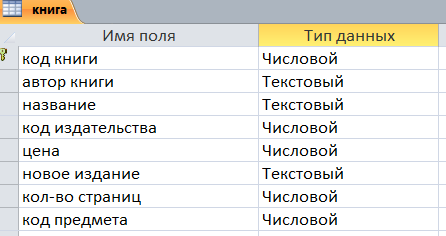 книга
Имя поля Тип данных
код книги Числовой
автор книги Текстовый
название Текстовый
код издательства Числовой
цена Числовой
новое издание Текстовый
кол-во страниц Числовой
код предмета Числовой